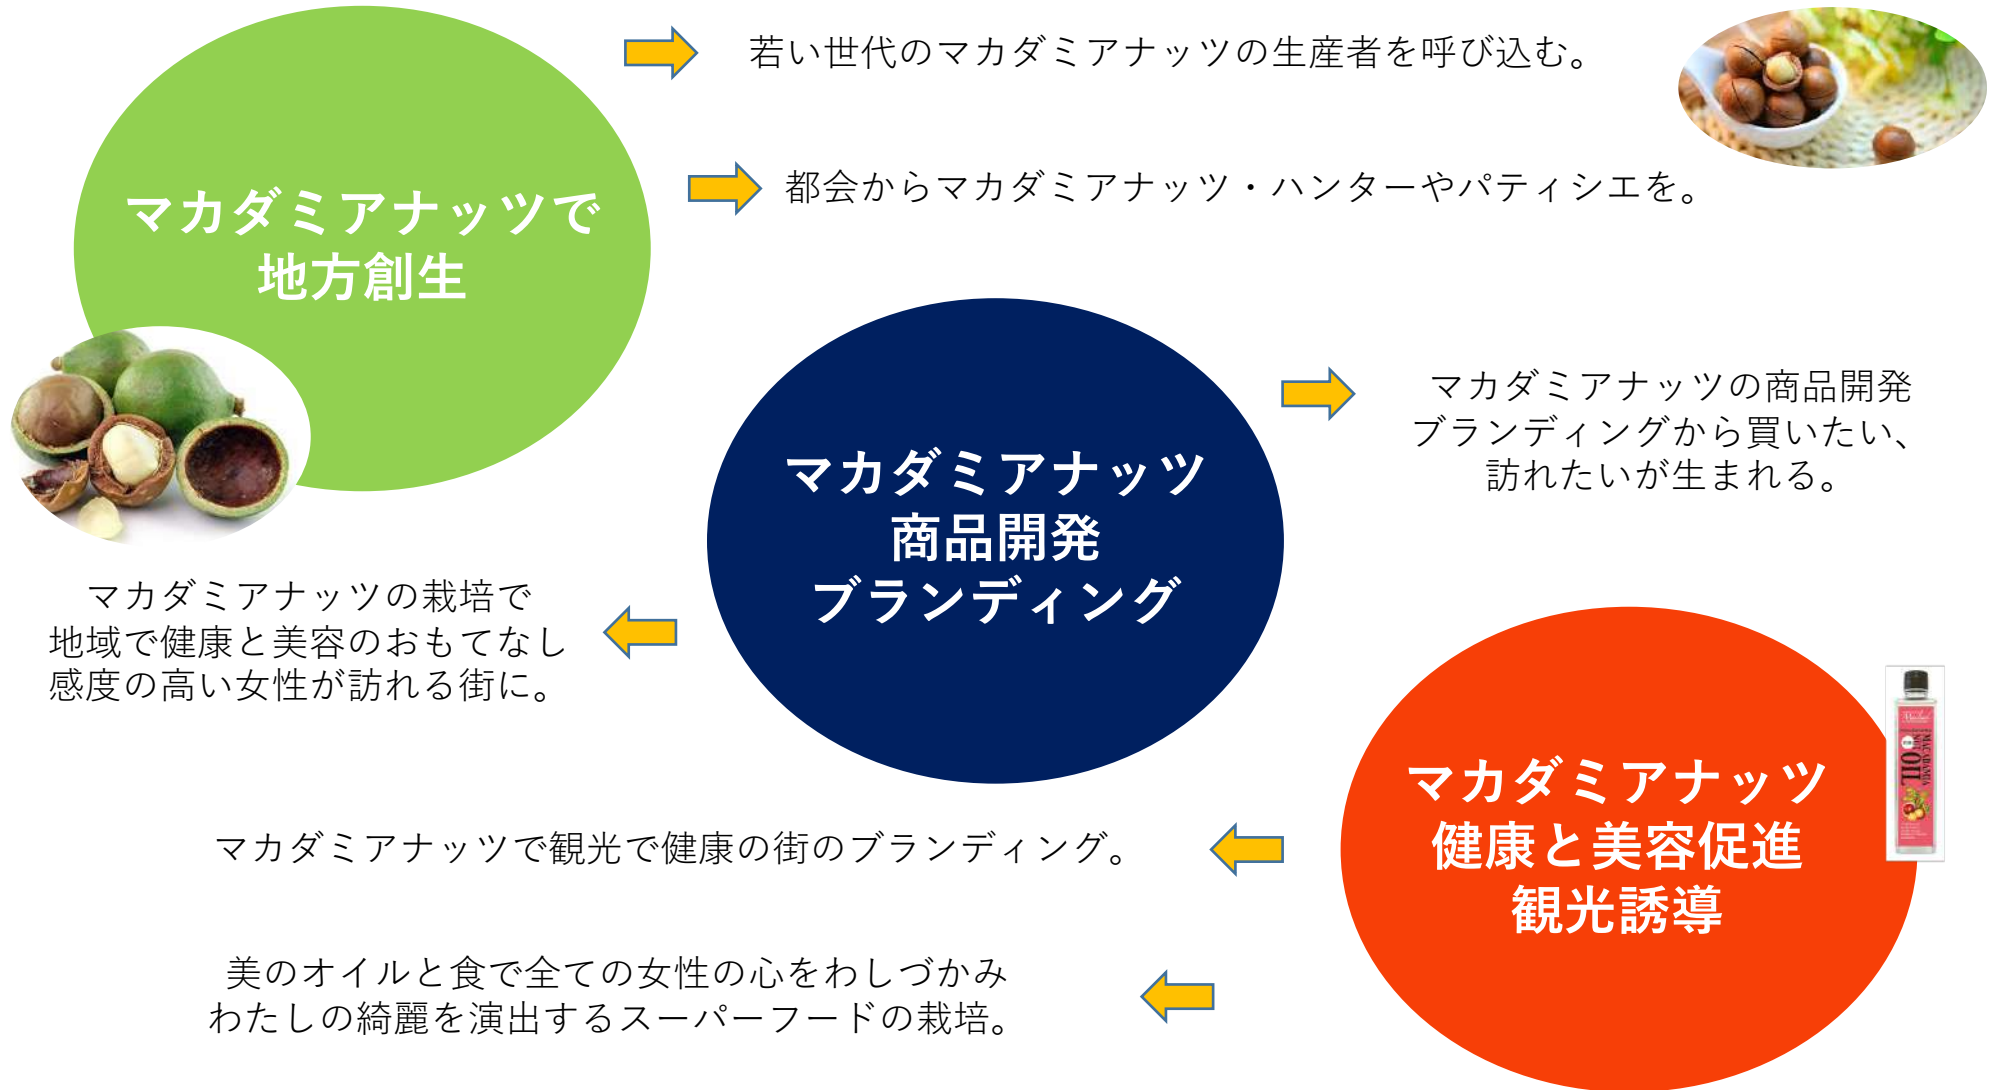 マカダミアナッツで
地方創生
若い世代のマカダミアナッツの生産者を呼び込む。
都会からマカダミアナッツ・ハンターやパティシエを。
マカダミアナッツ
商品開発
ブランディング
マカダミアナッツの商品開発
ブランディングから買いたい、
訪れたいが生まれる。
マカダミアナッツの栽培で
地域で健康と美容のおもてなし
感度の高い女性が訪れる街に。
マカダミアナッツ
健康と美容促進
観光誘導
MACADAMIA
NUT
OIL
マカダミアナッツで観光で健康の街のブランディング。
美のオイルと食で全ての女性の心をわしづかみ
わたしの綺麗を演出するスーパーフードの栽培。